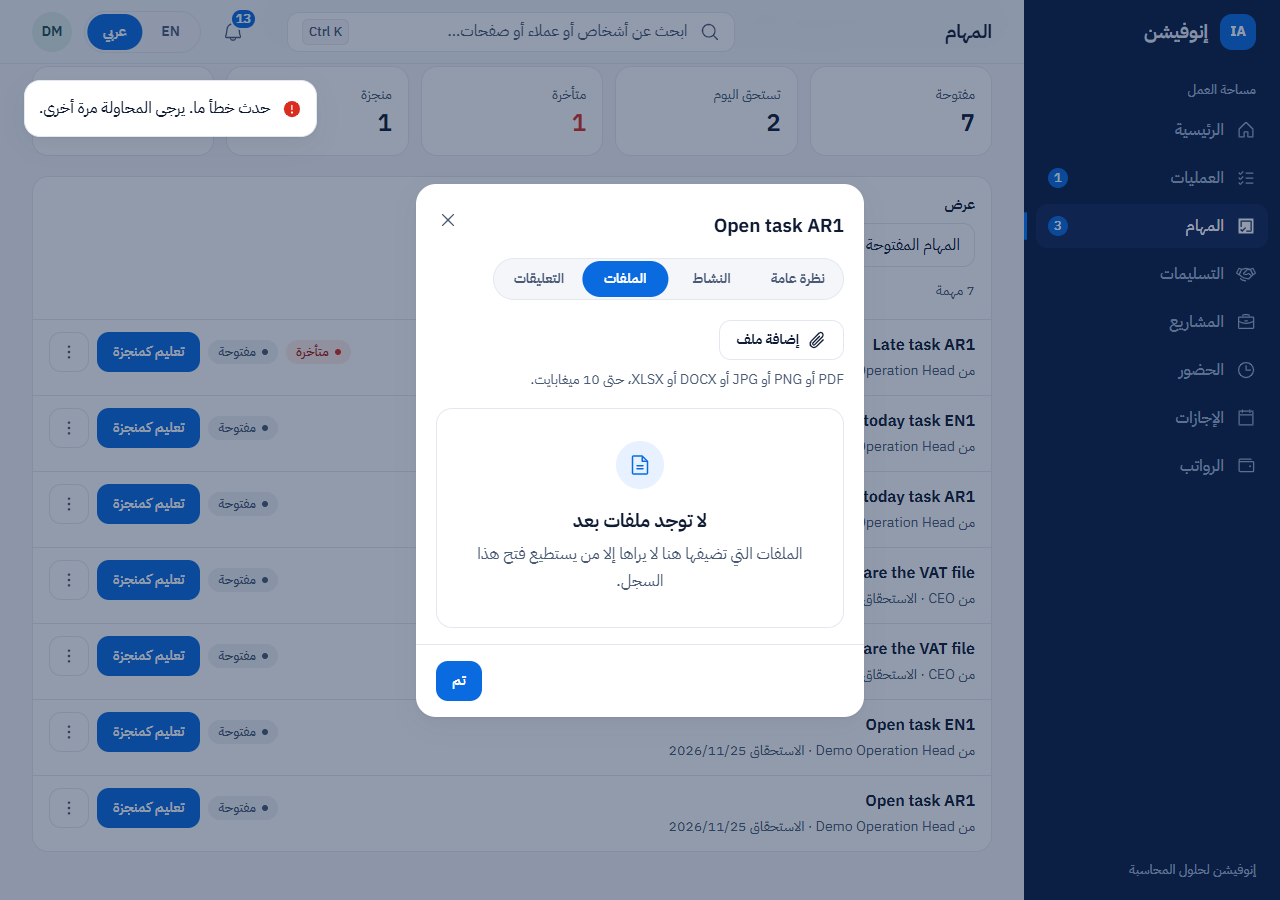 إنوفيشن
IA
مساحة العمل
الرئيسية
العمليات
1
المهام
3
التسليمات
المشاريع
الحضور
الإجازات
الرواتب
إنوفيشن لحلول المحاسبة
المهام
ابحث عن أشخاص أو عملاء أو صفحات...
Ctrl K
13
EN
عربي
DM
حدث خطأ ما. يرجى المحاولة مرة أخرى.
مفتوحة
7
تستحق اليوم
2
متأخرة
1
منجزة
1
عرض
المهام المفتوحة
7 مهمة
Open task AR1
نظرة عامة
النشاط
الملفات
التعليقات
إضافة ملف
PDF أو PNG أو JPG أو DOCX أو XLSX، حتى 10 ميغابايت.
لا توجد ملفات بعد
الملفات التي تضيفها هنا لا يراها إلا من يستطيع فتح هذا
السجل.
تم
Late task AR1
من Operation Head
متأخرة
مفتوحة
تعليم كمنجزة
today task EN1
من Operation Head
مفتوحة
تعليم كمنجزة
today task AR1
من Operation Head
مفتوحة
تعليم كمنجزة
are the VAT file
من CEO · الاستحقاق
مفتوحة
تعليم كمنجزة
are the VAT file
من CEO · الاستحقاق
مفتوحة
تعليم كمنجزة
Open task EN1
من Demo Operation Head · الاستحقاق 2026/11/25
مفتوحة
تعليم كمنجزة
Open task AR1
من Demo Operation Head · الاستحقاق 2026/11/25
مفتوحة
تعليم كمنجزة